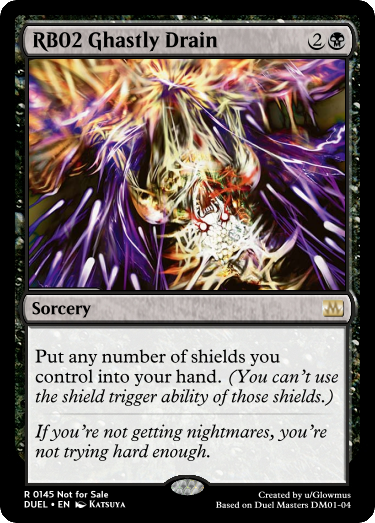 RB02 Ghastly Drain 2
Sorcery
Put any number of shields you
control into your hand. (You can't use
the shield trigger ability of those shields.)
If you're not getting nightmares, you're
not trying hard enough.
R 0145 Not for Sale
DUEL • EN Katsuya
Created by u/Glowmus
Based on Duel Masters DM01-04